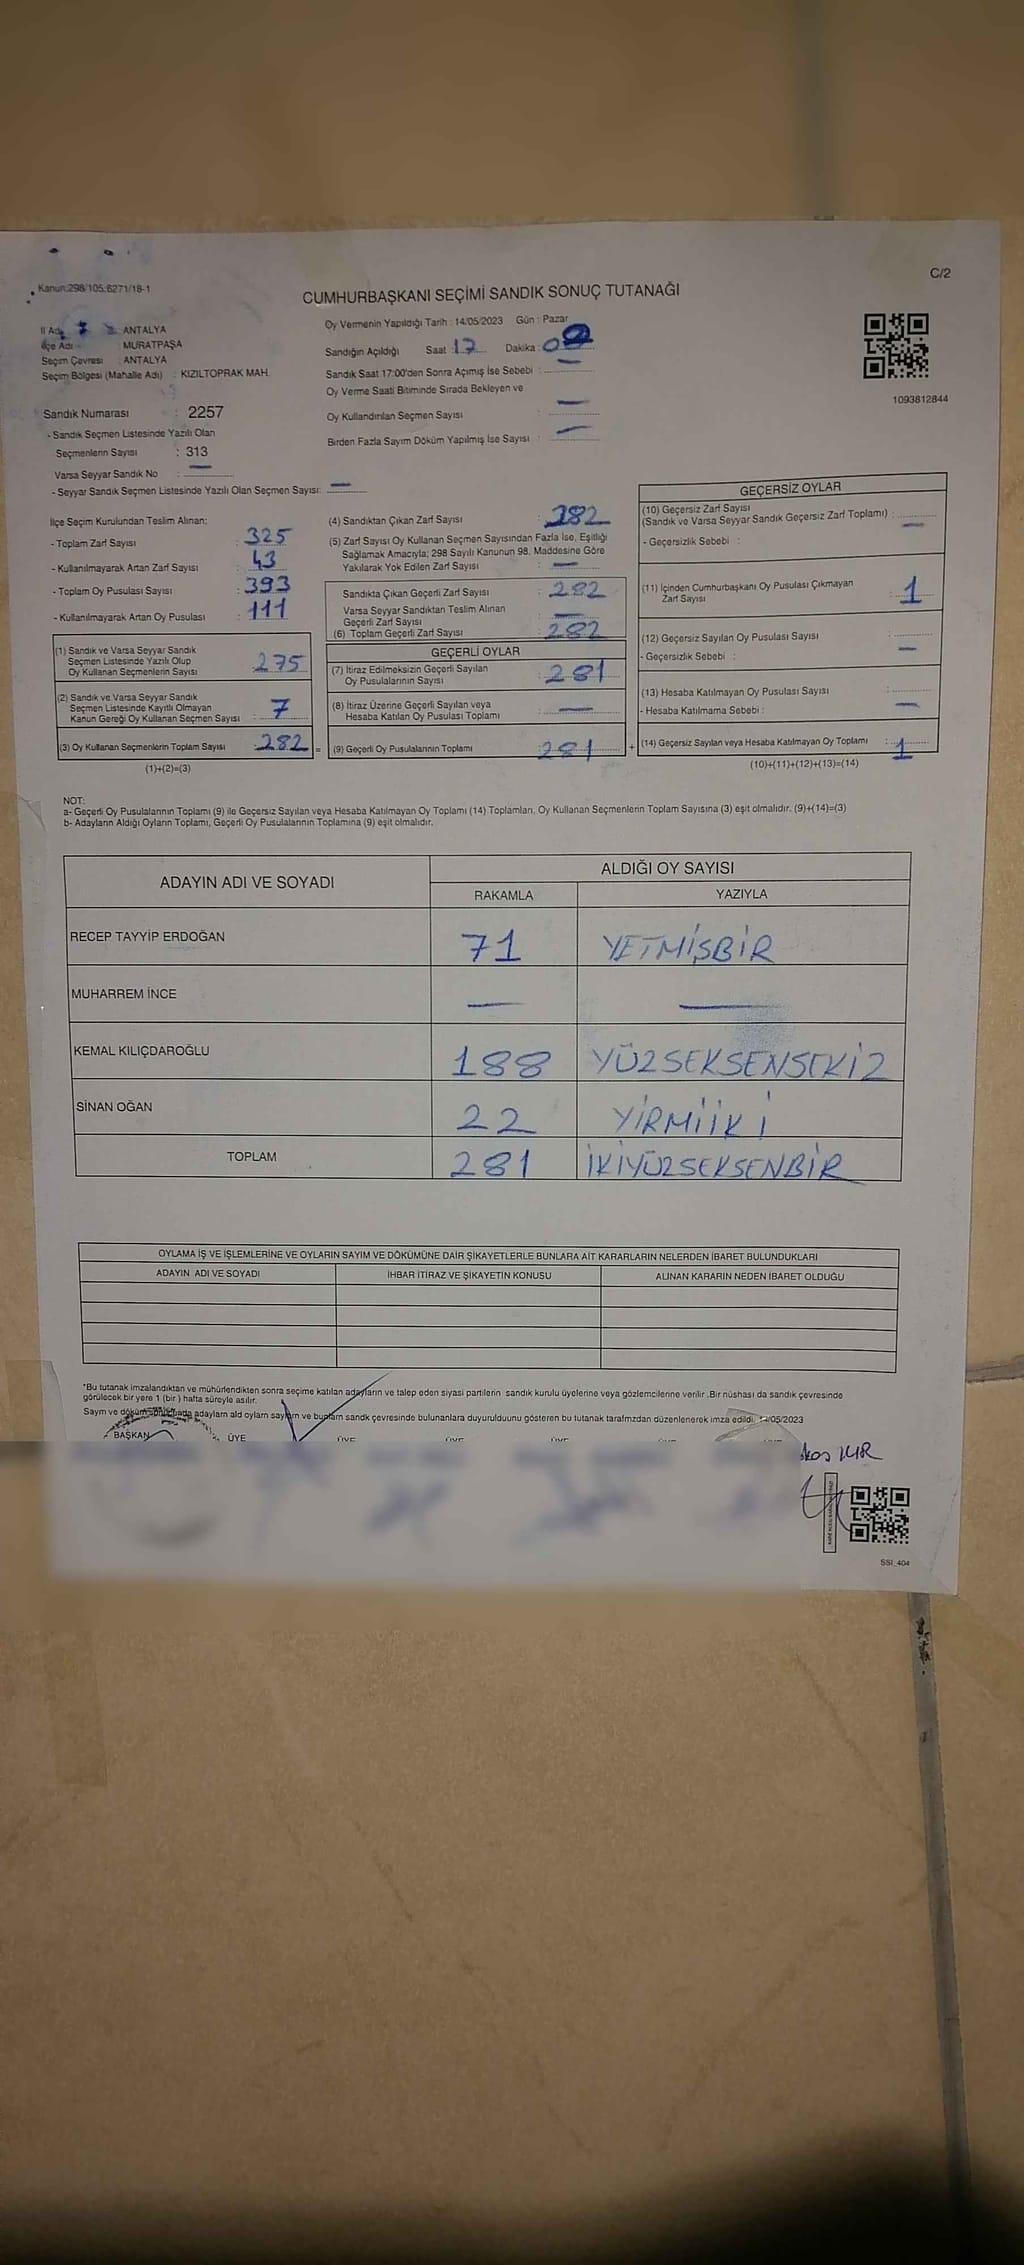 C/2
Kanun:298/105;6271/18-1
CUMHURBAŞKANI SEÇİMİ SANDIK SONUÇ TUTANAĞI
İl Adı : ANTALYA
İlçe Adı : MURATPAŞA
Seçim Çevresi : ANTALYA
Seçim Bölgesi (Mahalle Adı) : KIZILTOPRAK MAH.
Sandık Numarası : 2257
- Sandık Seçmen Listesinde Yazılı Olan
Seçmenlerin Sayısı : 313
Varsa Seyyar Sandık No : —
- Seyyar Sandık Seçmen Listesinde Yazılı Olan Seçmen Sayısı: —
Oy Vermenin Yapıldığı Tarih : 14/05/2023 Gün : Pazar
Sandığın Açıldığı Saat : 17 Dakika :
Sandık Saat 17:00'den Sonra Açılmış İse Sebebi : —
Oy Verme Saati Bitiminde Sırada Bekleyen ve
Oy Kullandırılan Seçmen Sayısı : —
Birden Fazla Sayım Döküm Yapılmış İse Sayısı : —
1093812844
İlçe Seçim Kurulundan Teslim Alınan;
- Toplam Zarf Sayısı : 325
- Kullanılmayarak Artan Zarf Sayısı : 43
- Toplam Oy Pusulası Sayısı : 393
- Kullanılmayarak Artan Oy Pusulası : 111
(1) Sandık ve Varsa Seyyar Sandık
Seçmen Listesinde Yazılı Olup
Oy Kullanan Seçmenlerin Sayısı : 275
(2) Sandık ve Varsa Seyyar Sandık
Seçmen Listesinde Kayıtlı Olmayan
Kanun Gereği Oy Kullanan Seçmen Sayısı : 7
(3) Oy Kullanan Seçmenlerin Toplam Sayısı : 282 =
(1)+(2)=(3)
(4) Sandıktan Çıkan Zarf Sayısı : 282
(5) Zarf Sayısı Oy Kullanan Seçmen Sayısından Fazla İse, Eşitliği
Sağlamak Amacıyla; 298 Sayılı Kanunun 98. Maddesine Göre
Yakılarak Yok Edilen Zarf Sayısı : —
Sandıkta Çıkan Geçerli Zarf Sayısı : 282
Varsa Seyyar Sandıktan Teslim Alınan
Geçerli Zarf Sayısı : —
(6) Toplam Geçerli Zarf Sayısı : 282
GEÇERLİ OYLAR
(7) İtiraz Edilmeksizin Geçerli Sayılan
Oy Pusulalarının Sayısı : 281
(8) İtiraz Üzerine Geçerli Sayılan veya
Hesaba Katılan Oy Pusulası Toplamı : —
(9) Geçerli Oy Pusulalarının Toplamı : 281 +
GEÇERSİZ OYLAR
(10) Geçersiz Zarf Sayısı
(Sandık ve Varsa Seyyar Sandık Geçersiz Zarf Toplamı) : —
- Geçersizlik Sebebi :
(11) İçinden Cumhurbaşkanı Oy Pusulası Çıkmayan
Zarf Sayısı : 1
(12) Geçersiz Sayılan Oy Pusulası Sayısı : —
- Geçersizlik Sebebi :
(13) Hesaba Katılmayan Oy Pusulası Sayısı : —
- Hesaba Katılmama Sebebi :
(14) Geçersiz Sayılan veya Hesaba Katılmayan Oy Toplamı : 1
(10)+(11)+(12)+(13)=(14)
NOT:
a- Geçerli Oy Pusulalarının Toplamı (9) ile Geçersiz Sayılan veya Hesaba Katılmayan Oy Toplamı (14) Toplamları, Oy Kullanan Seçmenlerin Toplam Sayısına (3) eşit olmalıdır. (9)+(14)=(3)
b- Adayların Aldığı Oyların Toplamı, Geçerli Oy Pusulalarının Toplamına (9) eşit olmalıdır.
ADAYIN ADI VE SOYADI ALDIĞI OY SAYISI
RAKAMLA YAZIYLA
RECEP TAYYİP ERDOĞAN 71 YETMİŞBİR
MUHARREM İNCE — —
KEMAL KILIÇDAROĞLU 188 YÜZSEKSENSEKİZ
SİNAN OĞAN 22 YİRMİİKİ
TOPLAM 281 İKİYÜZSEKSENBİR
OYLAMA İŞ VE İŞLEMLERİNE VE OYLARIN SAYIM VE DÖKÜMÜNE DAİR ŞİKAYETLERLE BUNLARA AİT KARARLARIN NELERDEN İBARET BULUNDUKLARI
ADAYIN ADI VE SOYADI İHBAR İTİRAZ VE ŞİKAYETİN KONUSU ALINAN KARARIN NEDEN İBARET OLDUĞU
*Bu tutanak imzalandıktan ve mühürlendikten sonra seçime katılan adayların ve talep eden siyasi partilerin sandık kurulu üyelerine veya gözlemcilerine verilir. Bir nüshası da sandık çevresinde
görülecek bir yere 1 (bir) hafta süreyle asılır.
Sayım ve döküm sonucunda adayların ald oyların sayım ve bunların sandk çevresinde bulunanlara duyurulduunu gösteren bu tutanak tarafmzdan düzenlenerek imza edildi. /05/2023
BAŞKAN ÜYE ÜYE ÜYE ÜYE ÜYE
SSI_404